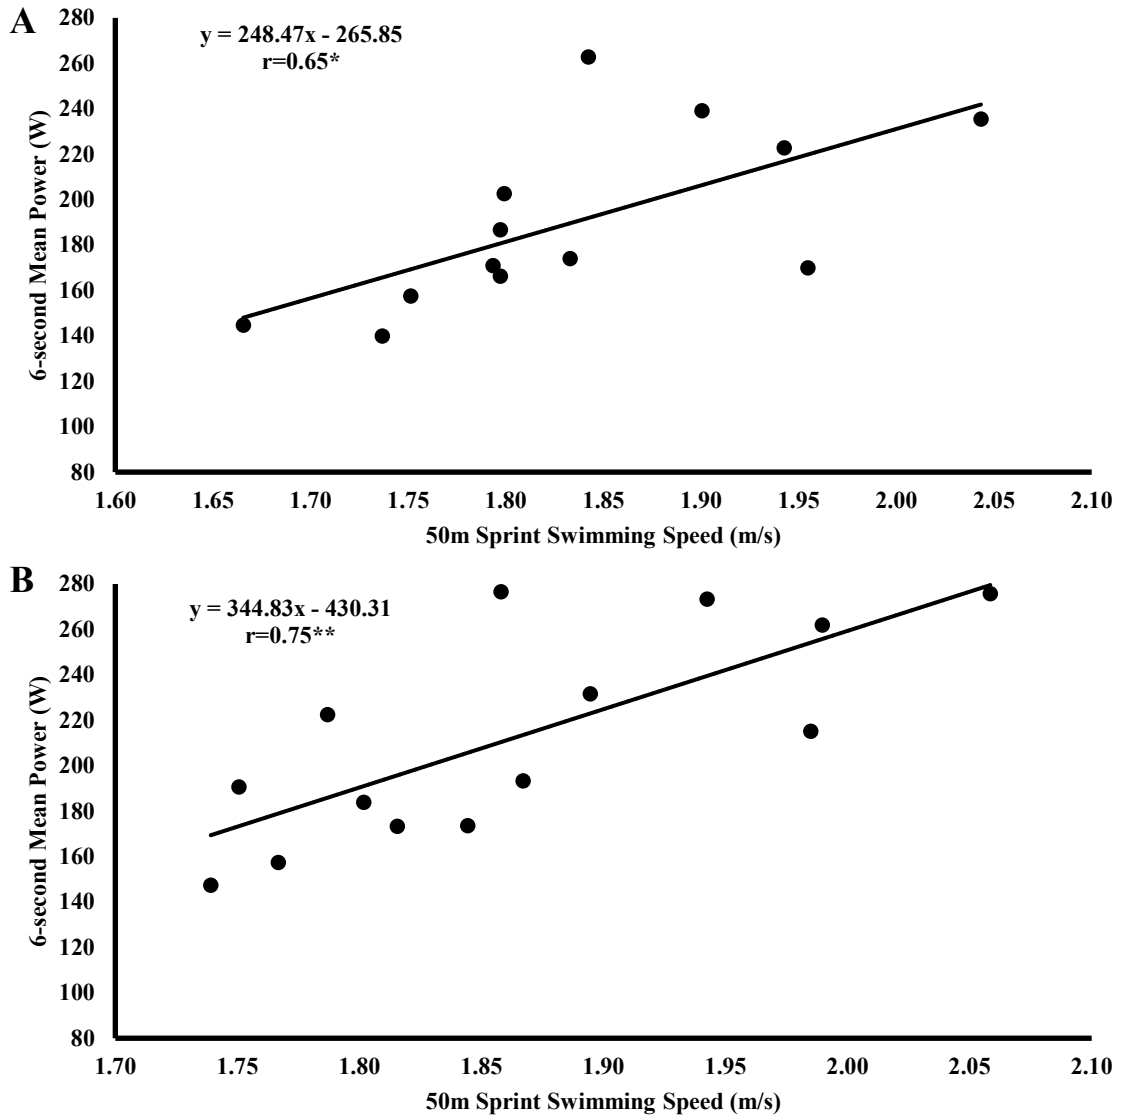 A
y = 248.47x - 265.85
r=0.65*
6-second Mean Power (W)
280
260
240
220
200
180
160
140
120
100
80
1.60 1.65 1.70 1.75 1.80 1.85 1.90 1.95 2.00 2.05 2.10
50m Sprint Swimming Speed (m/s)
B
y = 344.83x - 430.31
r=0.75**
6-second Mean Power (W)
280
260
240
220
200
180
160
140
120
100
80
1.70 1.75 1.80 1.85 1.90 1.95 2.00 2.05 2.10
50m Sprint Swimming Speed (m/s)